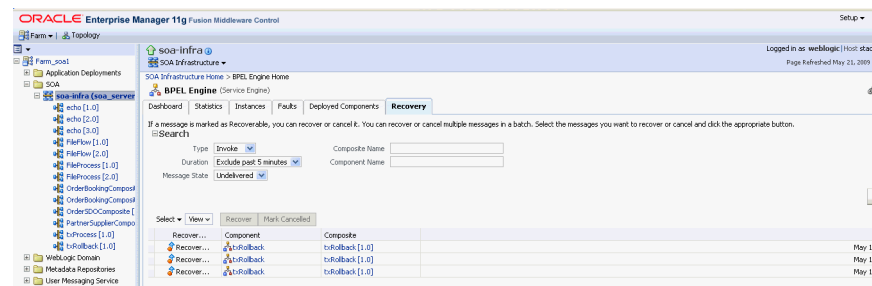 ORACLE Enterprise Manager 11g Fusion Middleware Control
Setup
Farm Topology
Farm_soa1
Application Deployments
SOA
soa-infra (soa_server
echo [1.0]
echo [2.0]
echo [3.0]
FileFlow [1.0]
FileFlow [2.0]
FileProcess [1.0]
FileProcess [2.0]
OrderBookingComposit
OrderBookingComposit
OrderSDOComposite [
PartnerSupplierCompo
txProcess [1.0]
txRollback [1.0]
WebLogic Domain
Metadata Repositories
User Messaging Service
soa-infra
Logged in as weblogic|Host stac
SOA Infrastructure
Page Refreshed May 21, 2009
SOA Infrastructure Home > BPEL Engine Home
BPEL Engine (Service Engine)
Dashboard Statistics Instances Faults Deployed Components Recovery
If a message is marked as Recoverable, you can recover or cancel it. You can recover or cancel multiple messages in a batch. Select the messages you want to recover or cancel and click the appropriate button.
Search
Type Invoke Composite Name
Duration Exclude past 5 minutes Component Name
Message State Undelivered
Select View Recover Mark Cancelled
Recover... Component Composite
Recover... txRollback txRollback [1.0] May 1
Recover... txRollback txRollback [1.0] May 1
Recover... txRollback txRollback [1.0] May 1